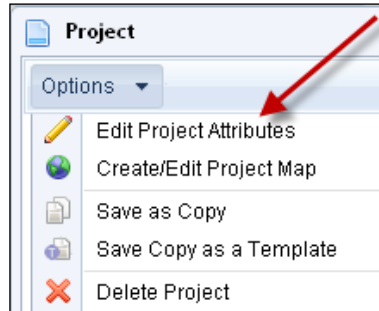 Project
Options
Edit Project Attributes
Create/Edit Project Map
Save as Copy
Save Copy as a Template
Delete Project